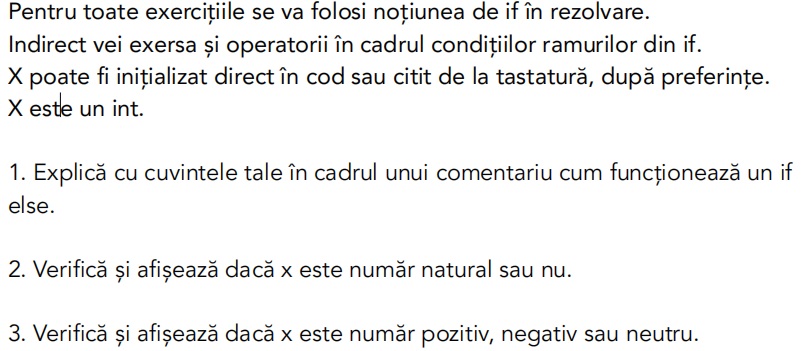 Pentru toate exercițiile se va folosi noțiunea de if în rezolvare.
Indirect vei exersa și operatorii în cadrul condițiilor ramurilor din if.
X poate fi inițializat direct în cod sau citit de la tastatură, după preferințe.
X este un int.
1. Explică cu cuvintele tale în cadrul unui comentariu cum funcționează un if
else.
2. Verifică și afișează dacă x este număr natural sau nu.
3. Verifică și afișează dacă x este număr pozitiv, negativ sau neutru.